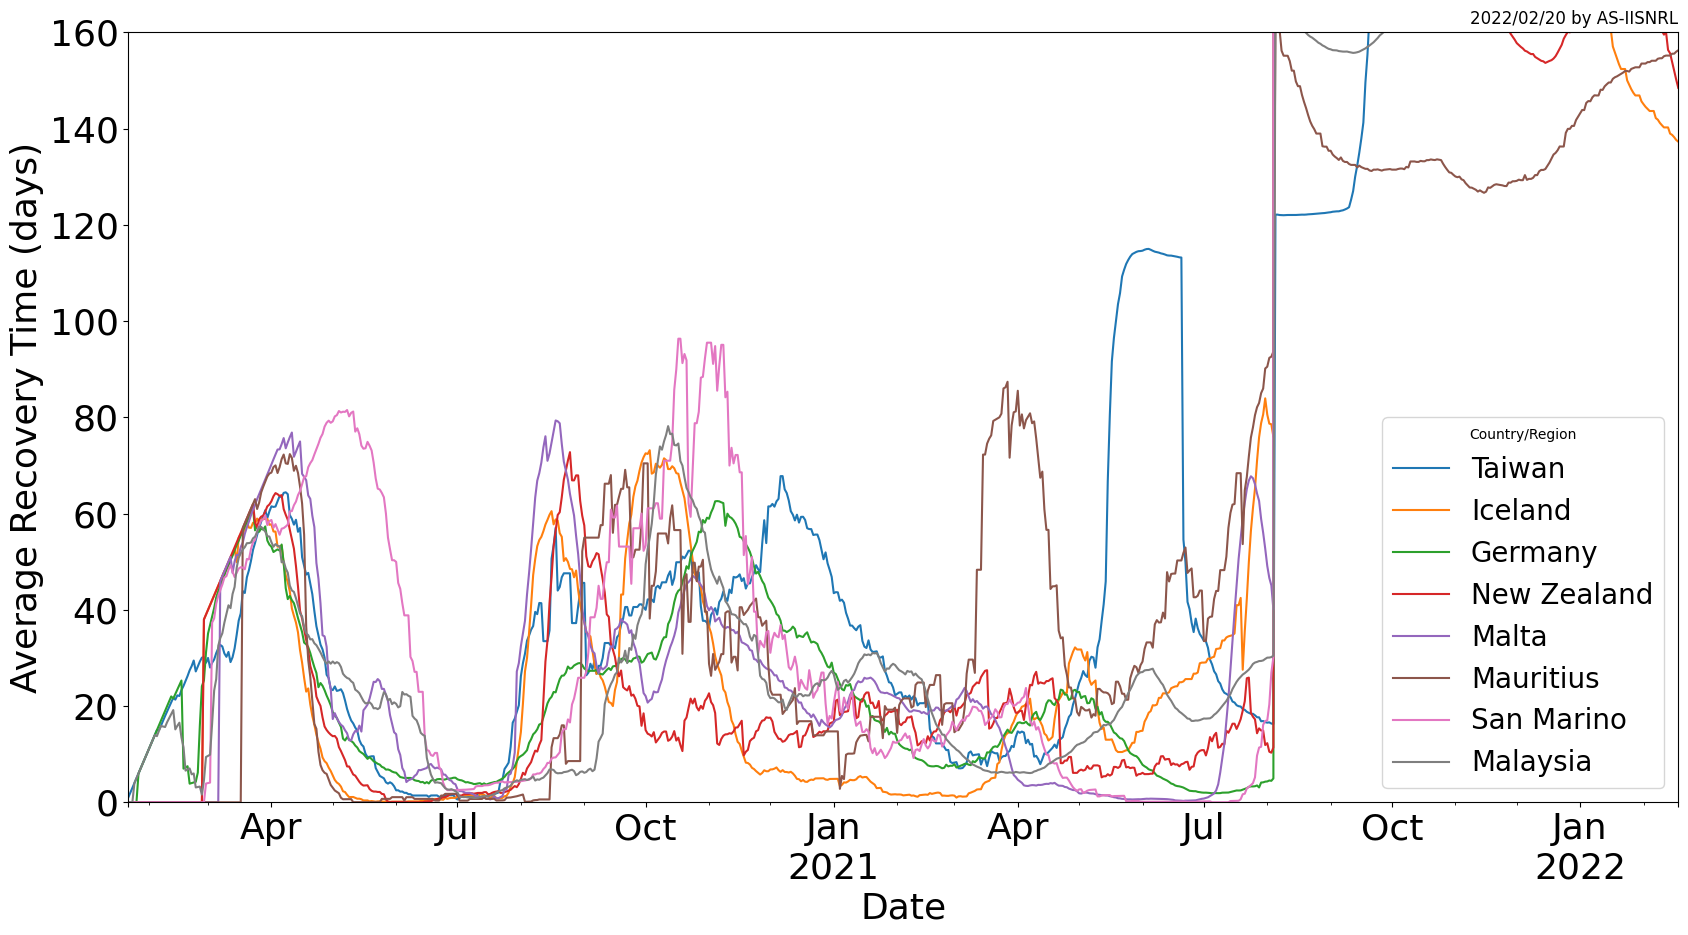 2022/02/20 by AS-IISNRL
Average Recovery Time (days)
160
140
120
100
80
60
40
20
0
Country/Region
Taiwan
Iceland
Germany
New Zealand
Malta
Mauritius
San Marino
Malaysia
Apr Jul Oct Jan Apr Jul Oct Jan
2021 2022
Date